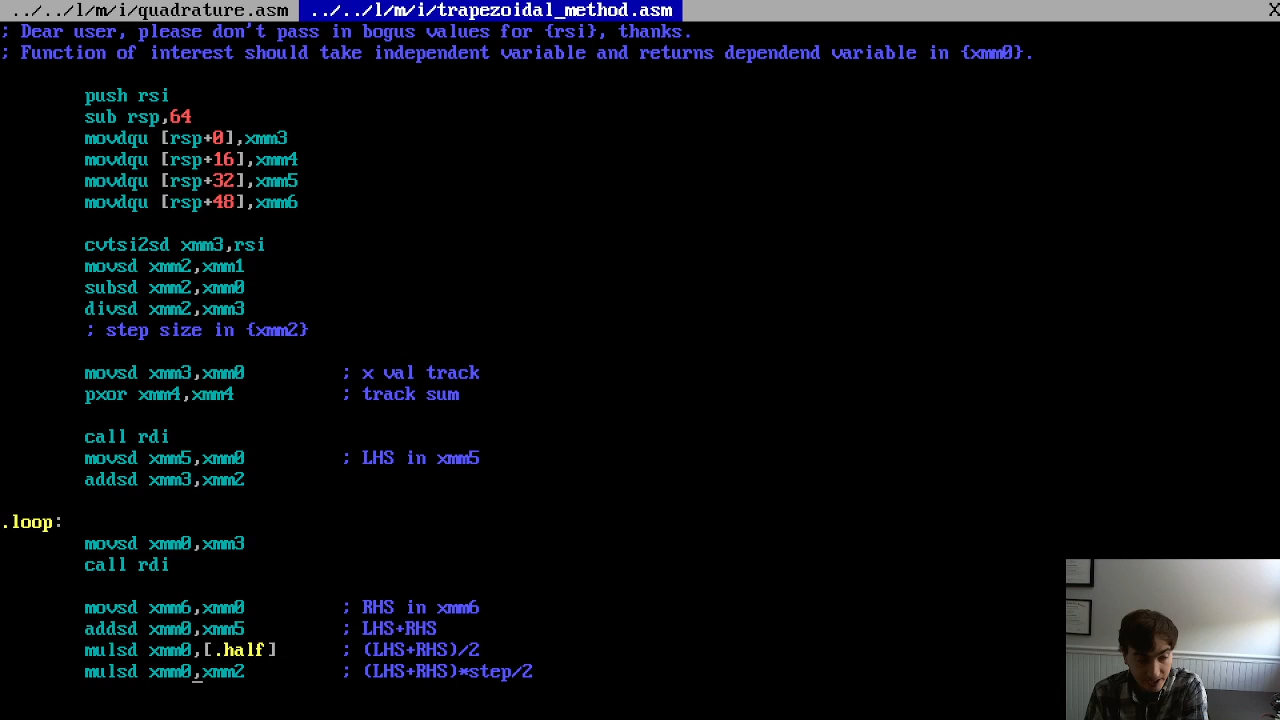 ../../l/m/i/quadrature.asm ../../l/m/i/trapezoidal_method.asm X
; Dear user, please don't pass in bogus values for {rsi}, thanks.
; Function of interest should take independent variable and returns dependend variable in {xmm0}.
push rsi
sub rsp,64
movdqu [rsp+0],xmm3
movdqu [rsp+16],xmm4
movdqu [rsp+32],xmm5
movdqu [rsp+48],xmm6
cvtsi2sd xmm3,rsi
movsd xmm2,xmm1
subsd xmm2,xmm0
divsd xmm2,xmm3
; step size in {xmm2}
movsd xmm3,xmm0 ; x val track
pxor xmm4,xmm4 ; track sum
call rdi
movsd xmm5,xmm0 ; LHS in xmm5
addsd xmm3,xmm2
.loop:
movsd xmm0,xmm3
call rdi
movsd xmm6,xmm0 ; RHS in xmm6
addsd xmm0,xmm5 ; LHS+RHS
mulsd xmm0,[.half] ; (LHS+RHS)/2
mulsd xmm0,xmm2 ; (LHS+RHS)*step/2